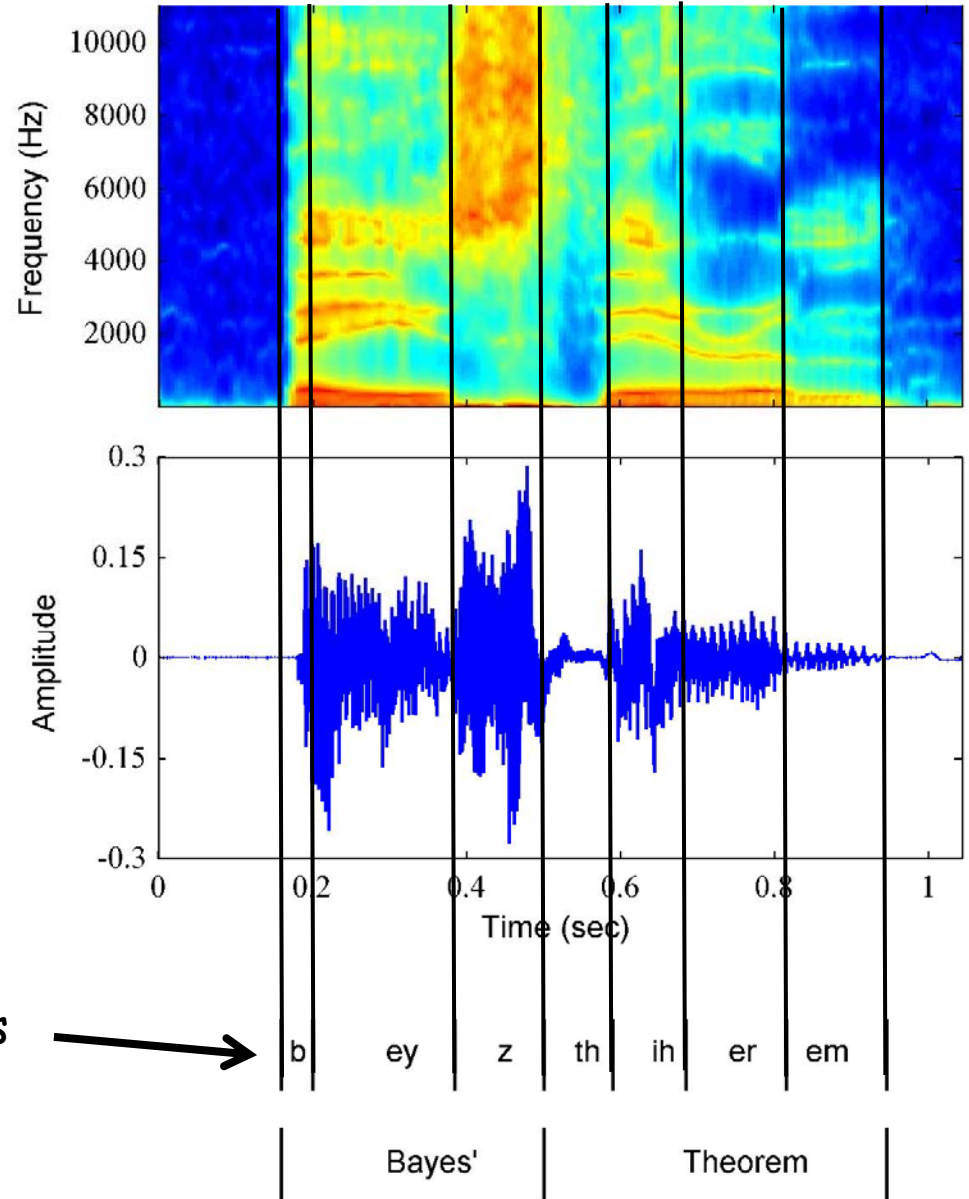 10000
8000
6000
4000
2000
Frequency (Hz)
0.3
0.15
0
-0.15
-0.3
Amplitude
0 0.2 0.4 0.6 0.8 1
Time (sec)
s
b ey z th ih er em
Bayes' Theorem